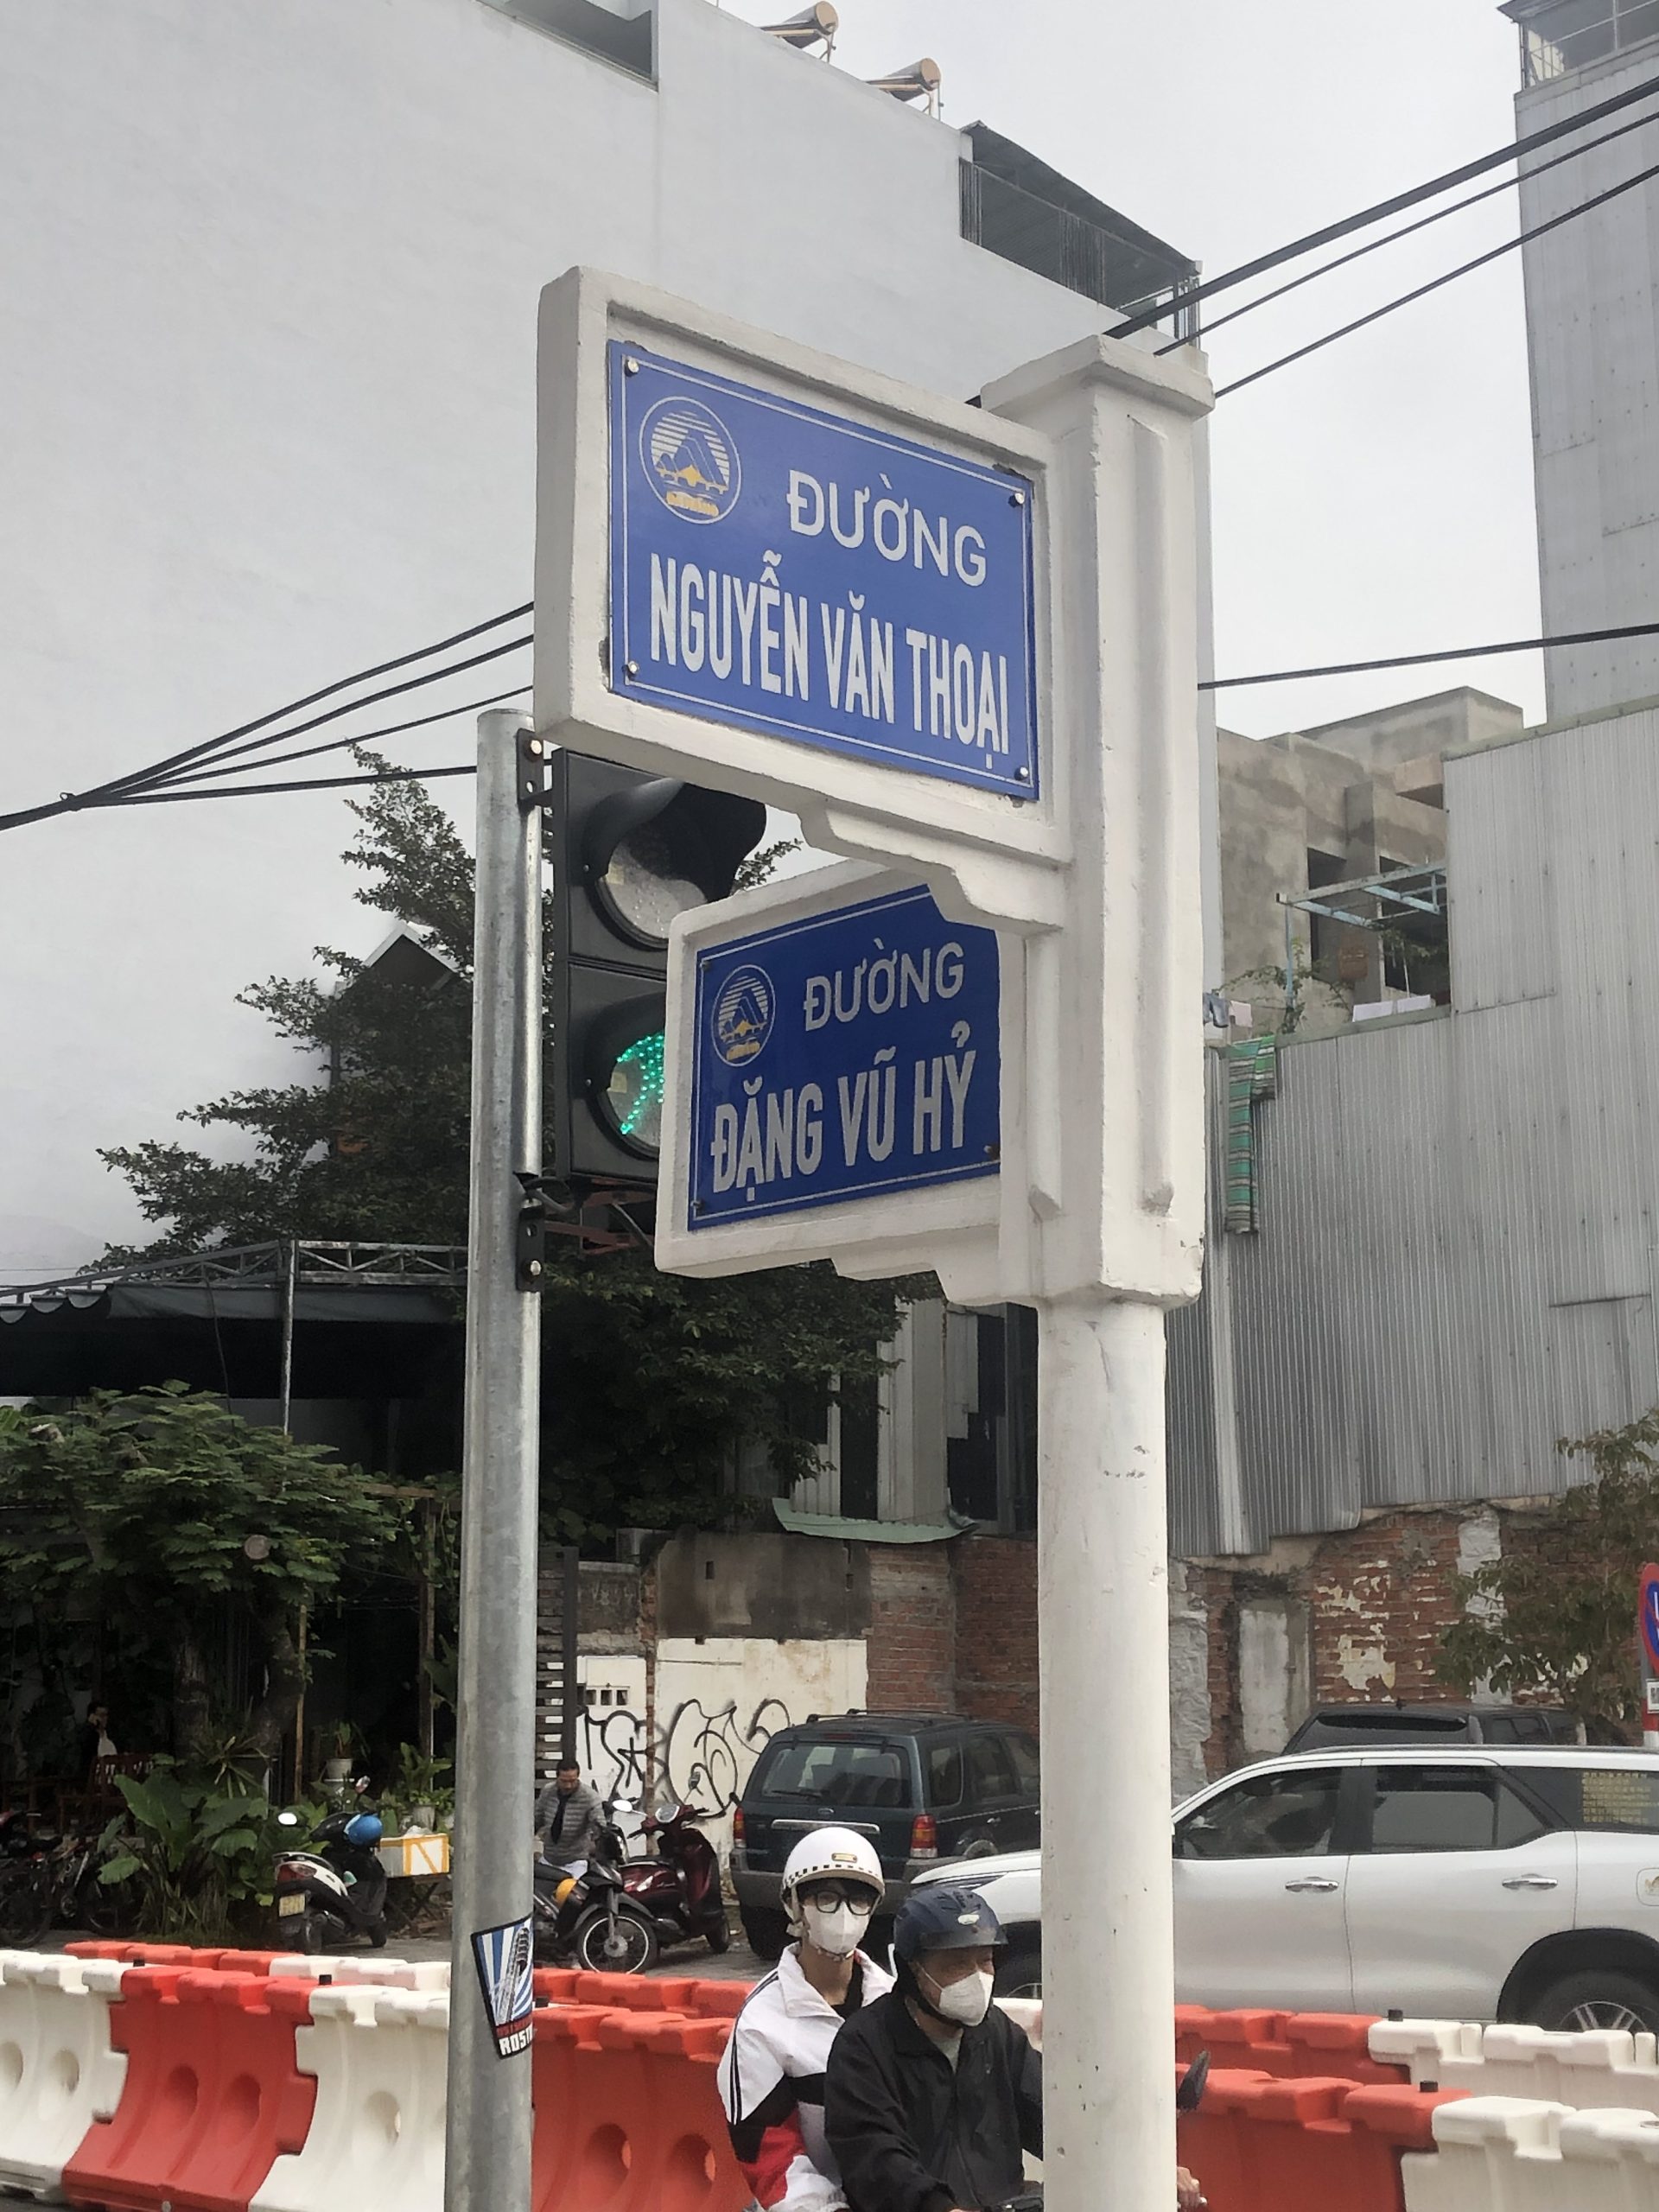 ĐƯỜNG
NGUYỄN VĂN THOẠI
ĐƯỜNG
ĐẶNG VŨ HỶ